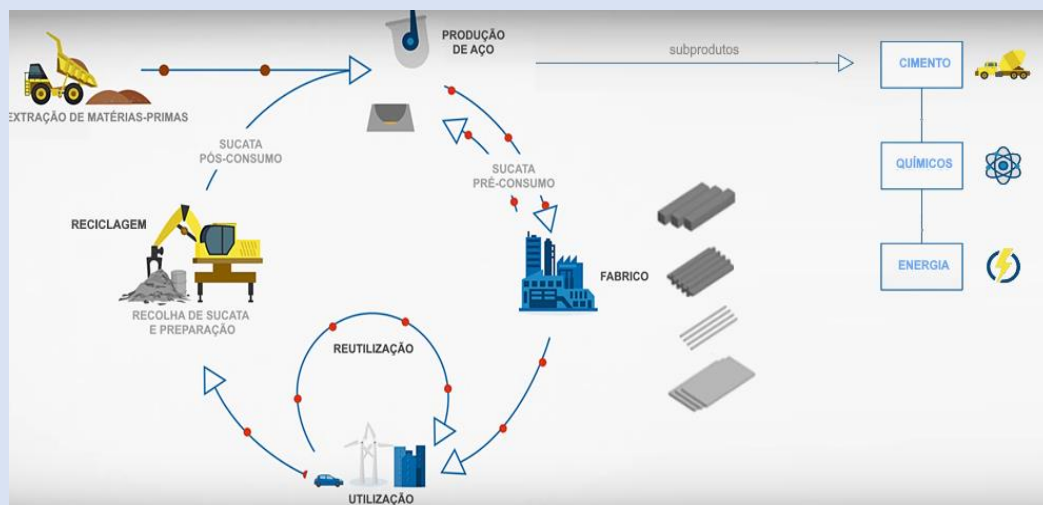 PRODUÇÃO
DE AÇO
subprodutos
CIMENTO
EXTRAÇÃO DE MATÉRIAS-PRIMAS
SUCATA
PÓS-CONSUMO
SUCATA
PRÉ-CONSUMO
QUÍMICOS
RECICLAGEM
FABRICO
ENERGIA
RECOLHA DE SUCATA
E PREPARAÇÃO
REUTILIZAÇÃO
UTILIZAÇÃO